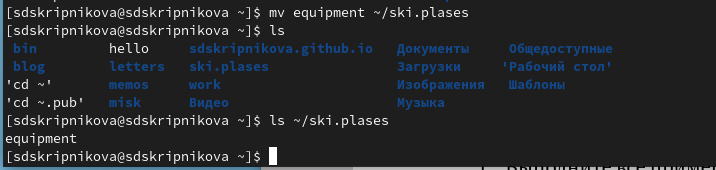 [sdskripnikova@sdskripnikova ~]$ mv equipment ~/ski.plases
[sdskripnikova@sdskripnikova ~]$ ls
bin hello sdskripnikova.github.io Документы Общедоступные
blog letters ski.plases Загрузки 'Рабочий стол'
'cd ~' memos work Изображения Шаблоны
'cd ~.pub' misk Видео Музыка
[sdskripnikova@sdskripnikova ~]$ ls ~/ski.plases
equipment
[sdskripnikova@sdskripnikova ~]$